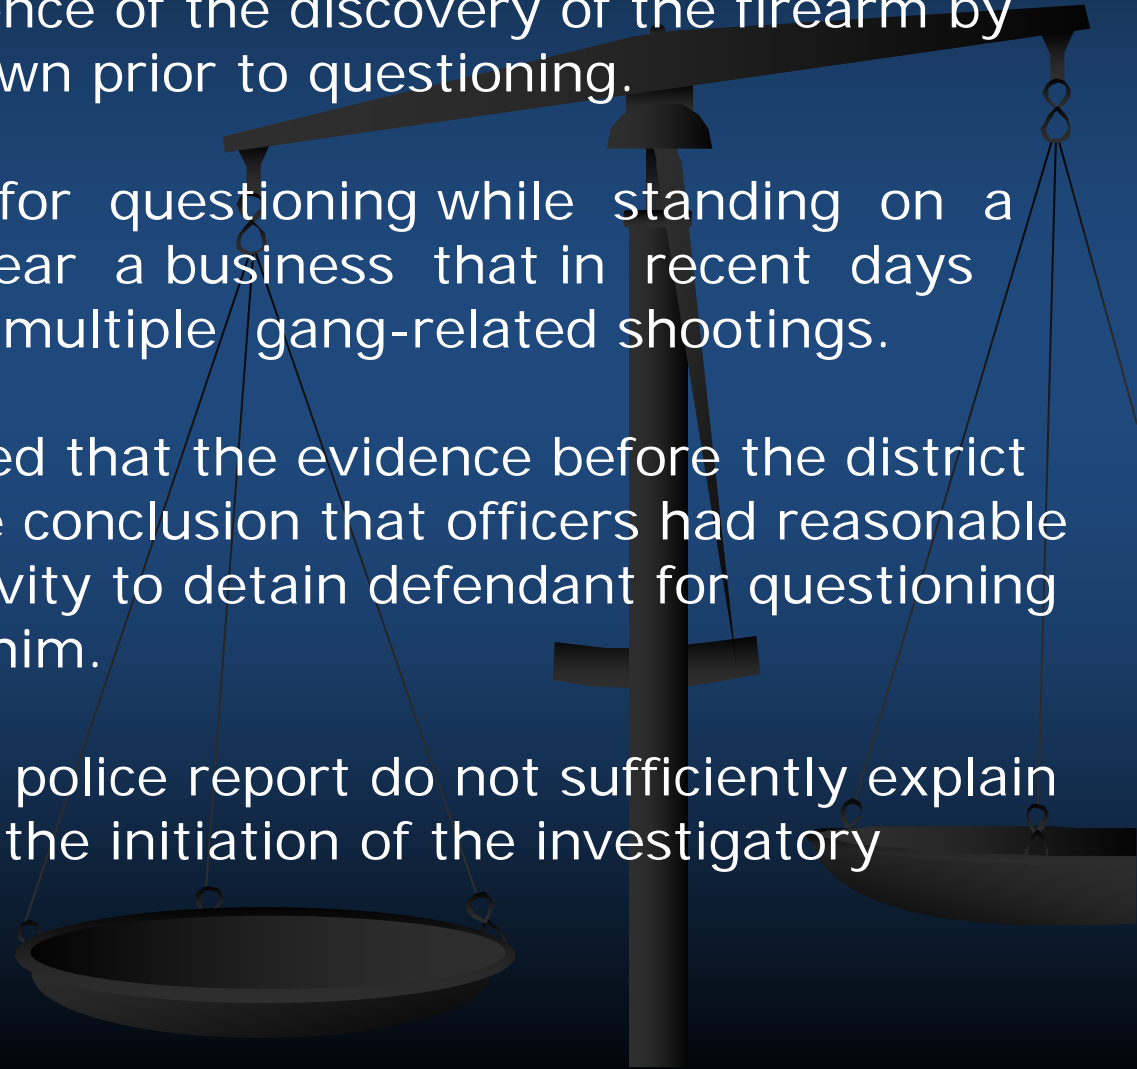 nce of the discovery of the firearm by
wn prior to questioning.
for questioning while standing on a
ear a business that in recent days
multiple gang-related shootings.
ed that the evidence before the district
e conclusion that officers had reasonable
vity to detain defendant for questioning
him.
police report do not sufficiently explain
the initiation of the investigatory